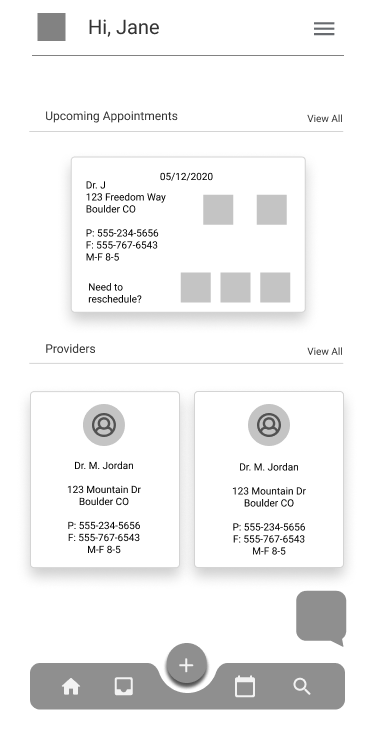 Hi, Jane
Upcoming Appointments
View All
05/12/2020
Dr. J
123 Freedom Way
Boulder CO
P: 555-234-5656
F: 555-767-6543
M-F 8-5
Need to
reschedule?
Providers
View All
Dr. M. Jordan
123 Mountain Dr
Boulder CO
P: 555-234-5656
F: 555-767-6543
M-F 8-5
Dr. M. Jordan
123 Mountain Dr
Boulder CO
P: 555-234-5656
F: 555-767-6543
M-F 8-5